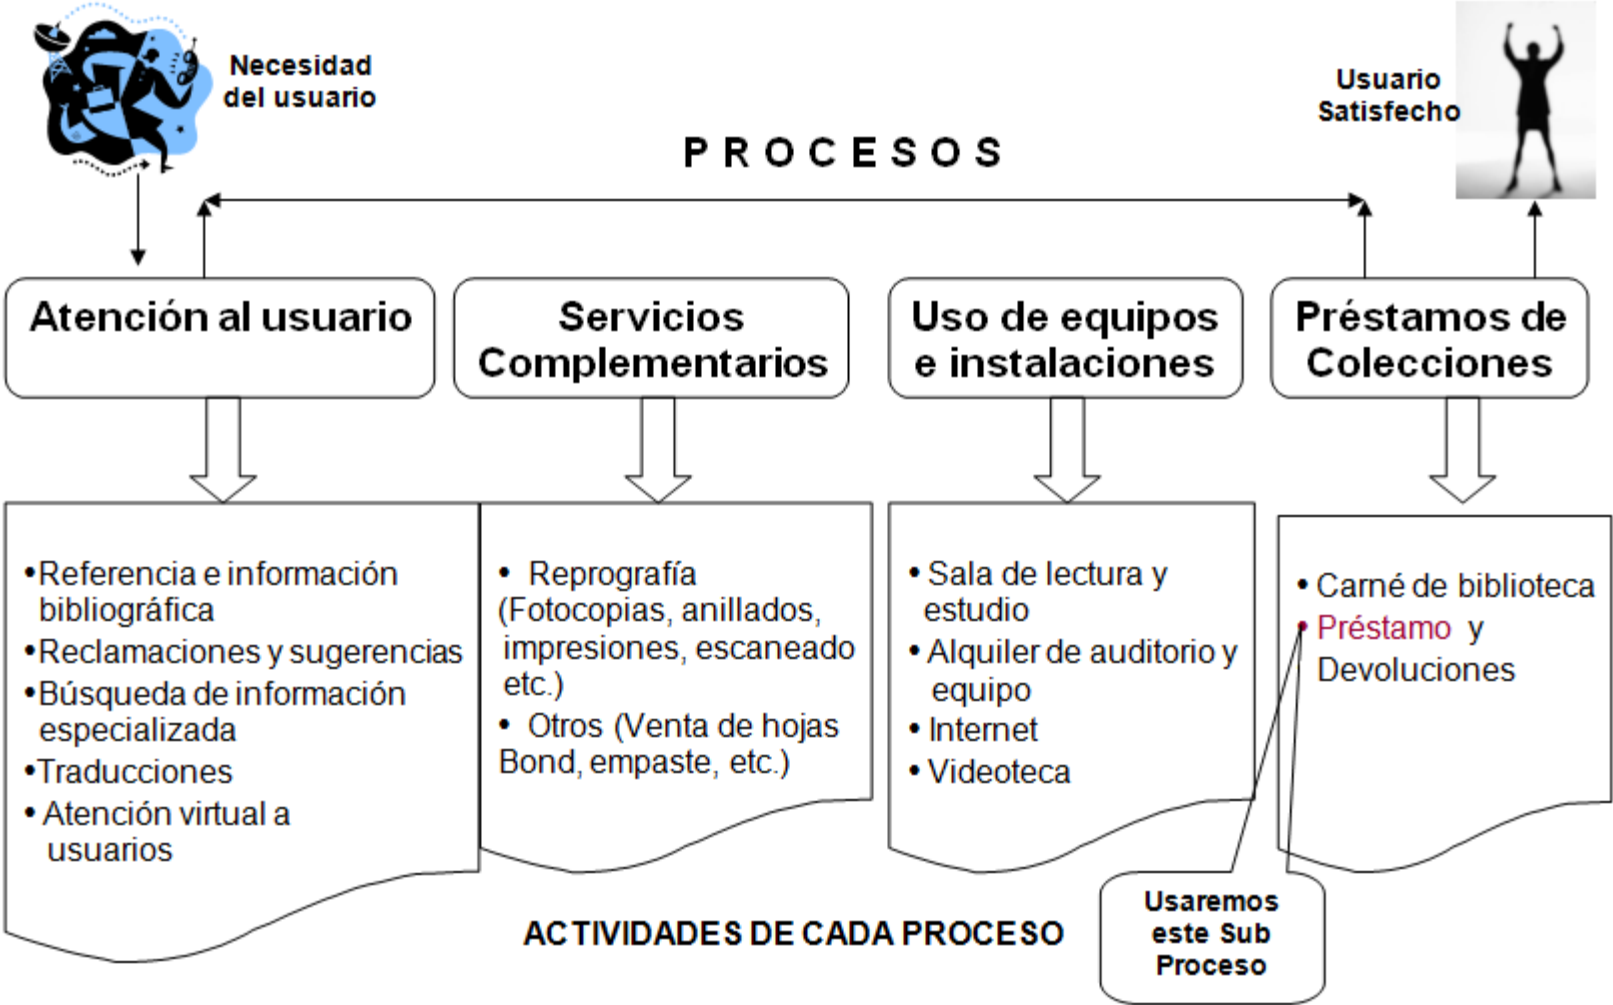 Necesidad
del usuario
Usuario
Satisfecho
PROCESOS
Atención al usuario
Servicios
Complementarios
Uso de equipos
e instalaciones
Préstamos de
Colecciones
•Referencia e información
bibliográfica
•Reclamaciones y sugerencias
•Búsqueda de información
especializada
•Traducciones
• Atención virtual a
usuarios
• Reprografía
(Fotocopias, anillados,
impresiones, escaneado
etc.)
• Otros (Venta de hojas
Bond, empaste, etc.)
• Sala de lectura y
estudio
• Alquiler de auditorio y
equipo
• Internet
• Videoteca
• Carné de biblioteca
• Préstamo y
Devoluciones
Usaremos
este Sub
Proceso
ACTIVIDADES DE CADA PROCESO